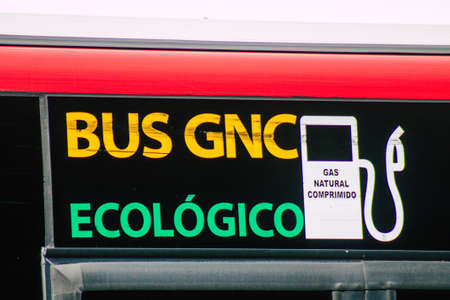 BUS GNC
ECOLÓGICO
GAS
NATURAL
COMPRIMIDO